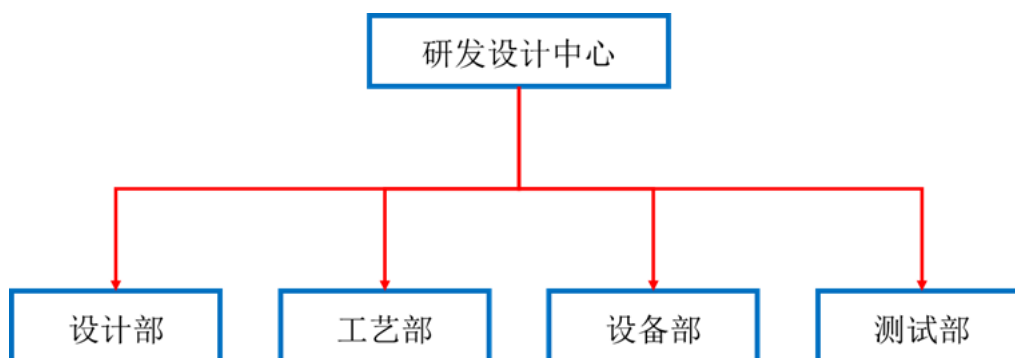 研发设计中心
设计部
工艺部
设备部
测试部